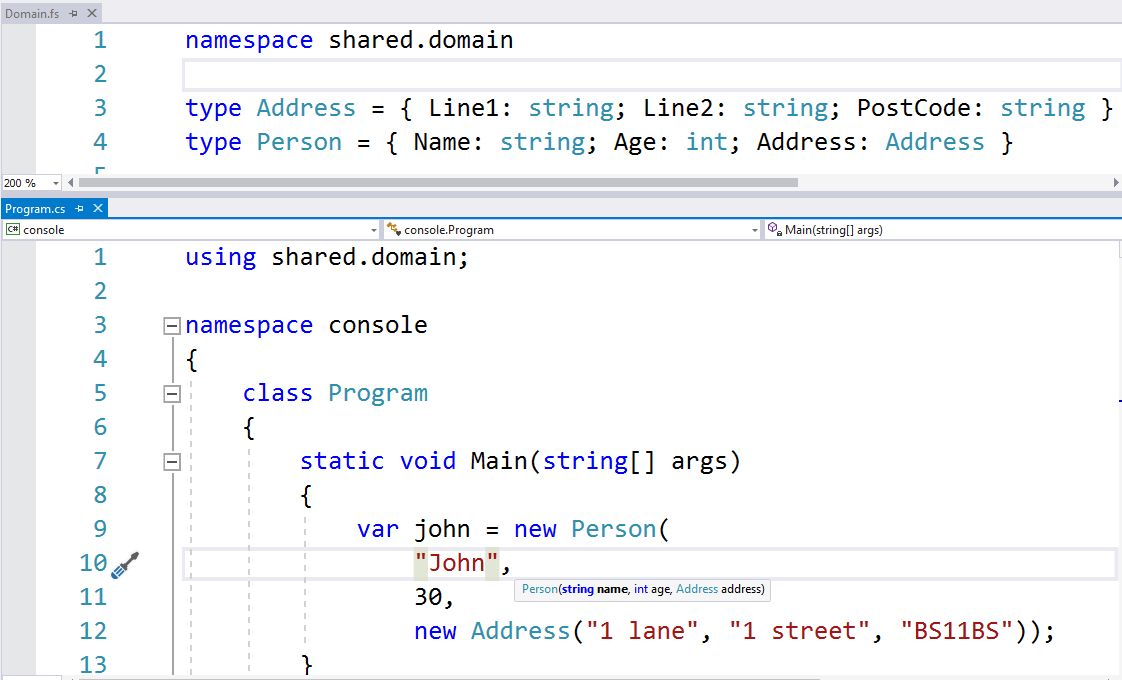 Domain.fs
1 namespace shared.domain
2
3 type Address = { Line1: string; Line2: string; PostCode: string }
4 type Person = { Name: string; Age: int; Address: Address }
200 %
Program.cs
C# console console.Program Main(string[] args)
1 using shared.domain;
2
3 namespace console
4 {
5 class Program
6 {
7 static void Main(string[] args)
8 {
9 var john = new Person(
10 "John",
Person(string name, int age, Address address)
11 30,
12 new Address("1 lane", "1 street", "BS11BS"));
13 }